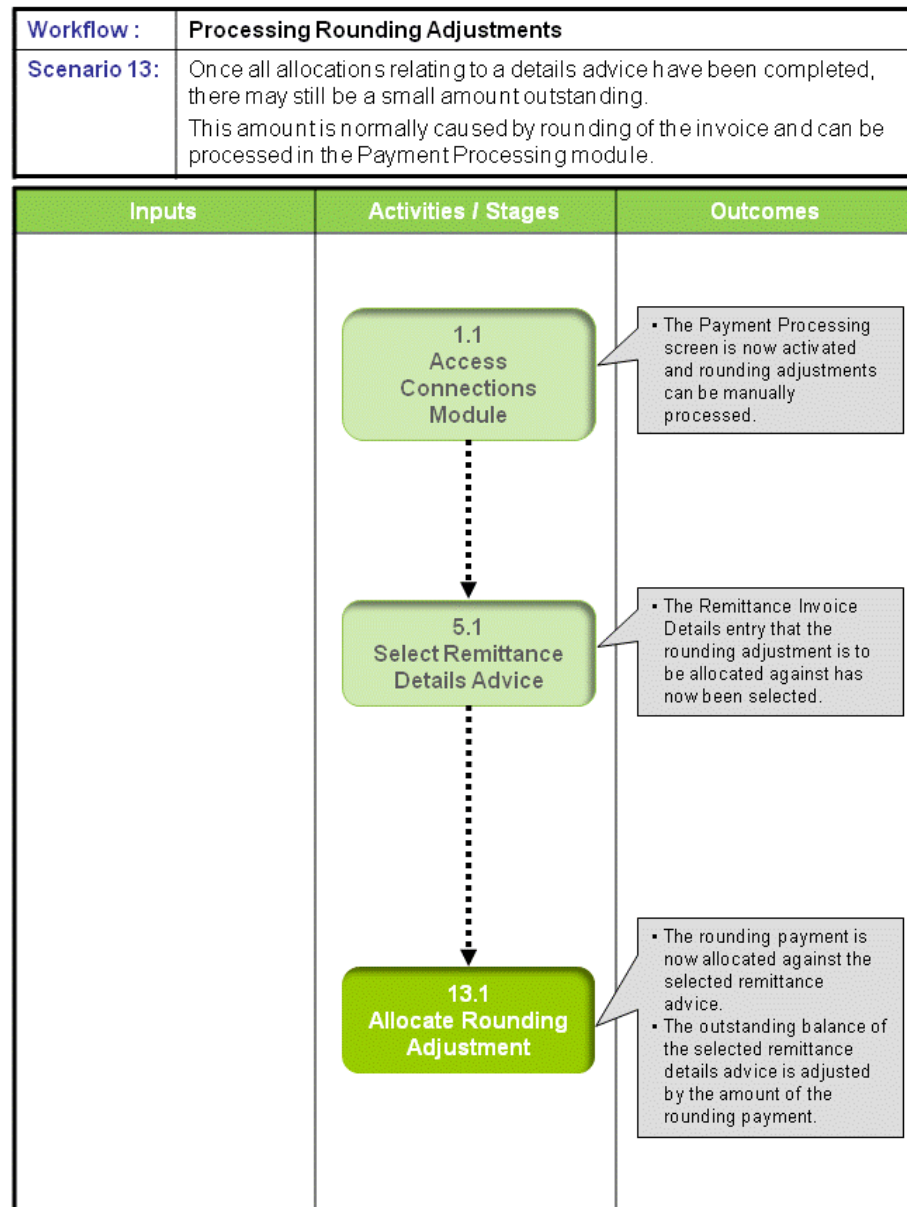 Workflow : Processing Rounding Adjustments
Scenario 13: Once all allocations relating to a details advice have been completed,
there may still be a small amount outstanding.
This amount is normally caused by rounding of the invoice and can be
processed in the Payment Processing module.
Inputs Activities / Stages Outcomes
1.1
Access
Connections
Module
▪ The Payment Processing
screen is now activated
and rounding adjustments
can be manually
processed.
5.1
Select Remittance
Details Advice
▪ The Remittance Invoice
Details entry that the
rounding adjustment is to
be allocated against has
now been selected.
13.1
Allocate Rounding
Adjustment
▪ The rounding payment is
now allocated against the
selected remittance
advice.
▪ The outstanding balance of
the selected remittance
details advice is adjusted
by the amount of the
rounding payment.